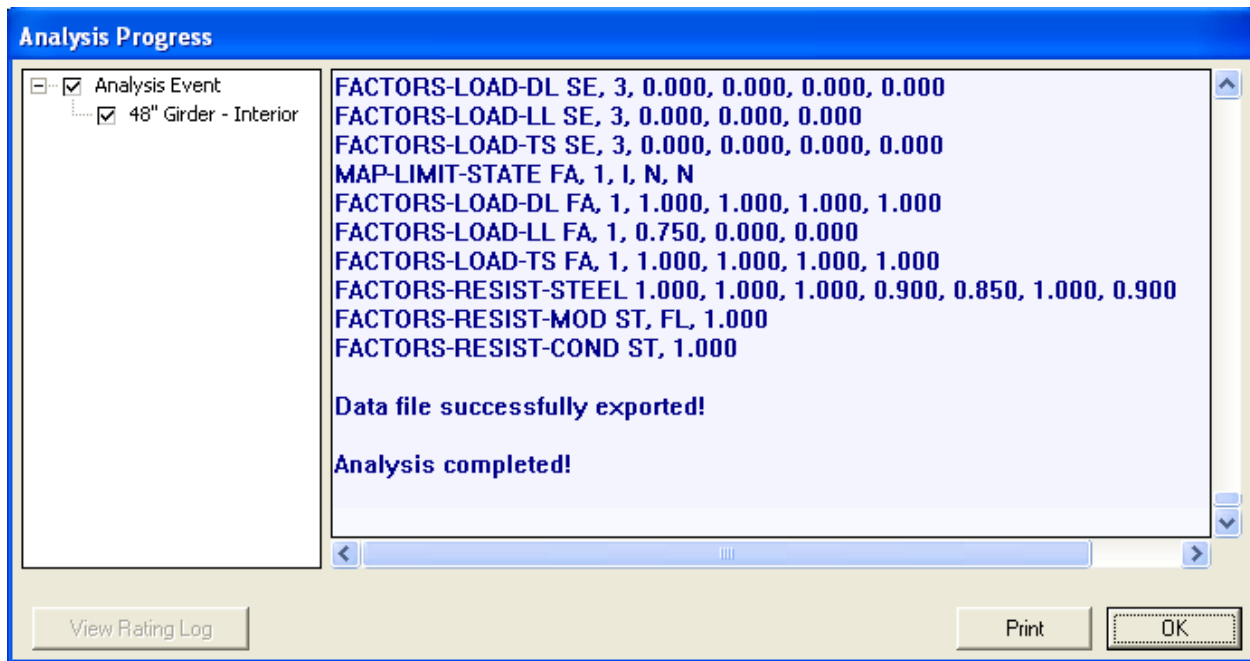 Analysis Progress
Analysis Event
48" Girder - Interior
FACTORS-LOAD-DL SE, 3, 0.000, 0.000, 0.000, 0.000
FACTORS-LOAD-LL SE, 3, 0.000, 0.000, 0.000
FACTORS-LOAD-TS SE, 3, 0.000, 0.000, 0.000, 0.000
MAP-LIMIT-STATE FA, 1, I, N, N
FACTORS-LOAD-DL FA, 1, 1.000, 1.000, 1.000, 1.000
FACTORS-LOAD-LL FA, 1, 0.750, 0.000, 0.000
FACTORS-LOAD-TS FA, 1, 1.000, 1.000, 1.000, 1.000
FACTORS-RESIST-STEEL 1.000, 1.000, 1.000, 0.900, 0.850, 1.000, 0.900
FACTORS-RESIST-MOD ST, FL, 1.000
FACTORS-RESIST-COND ST, 1.000
Data file successfully exported!
Analysis completed!
View Rating Log
Print
OK